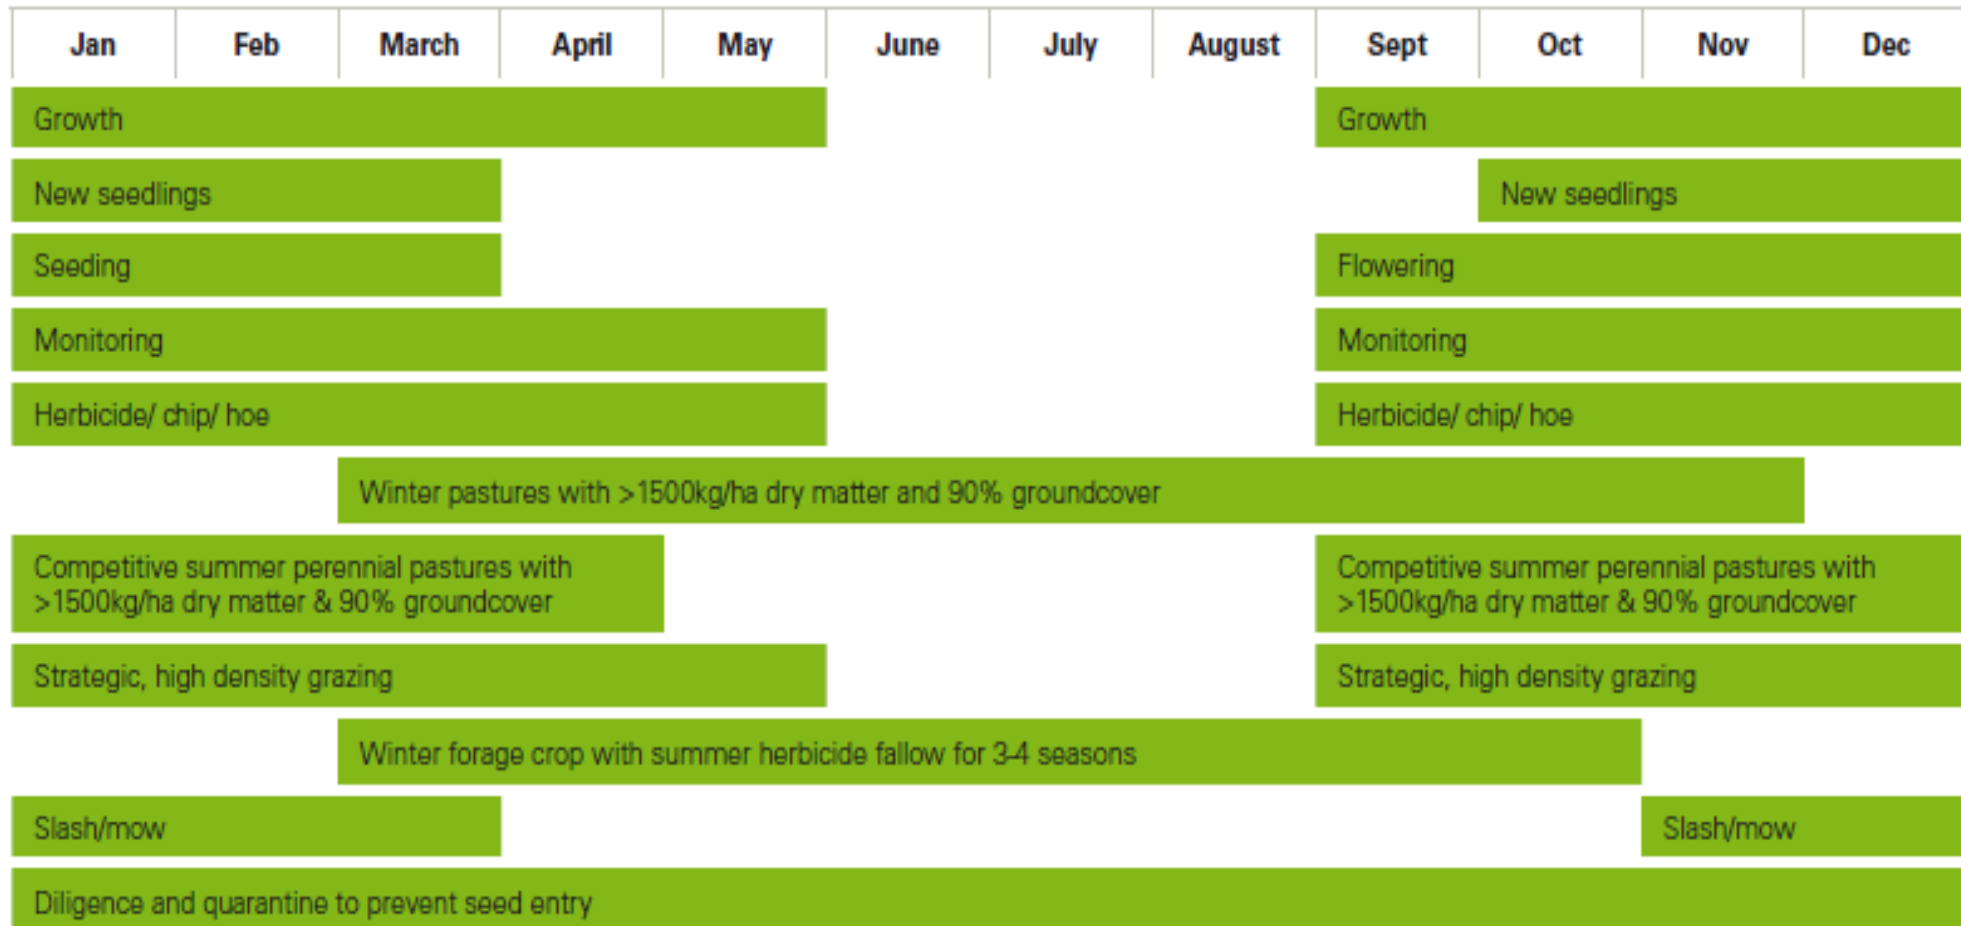 Jan Feb March April May June July August Sept Oct Nov Dec
Growth Growth
New seedlings New seedlings
Seeding Flowering
Monitoring Monitoring
Herbicide/ chip/ hoe Herbicide/ chip/ hoe
Winter pastures with >1500kg/ha dry matter and 90% groundcover
Competitive summer perennial pastures with
>1500kg/ha dry matter & 90% groundcover
Competitive summer perennial pastures with
>1500kg/ha dry matter & 90% groundcover
Strategic, high density grazing Strategic, high density grazing
Winter forage crop with summer herbicide fallow for 3-4 seasons
Slash/mow Slash/mow
Diligence and quarantine to prevent seed entry